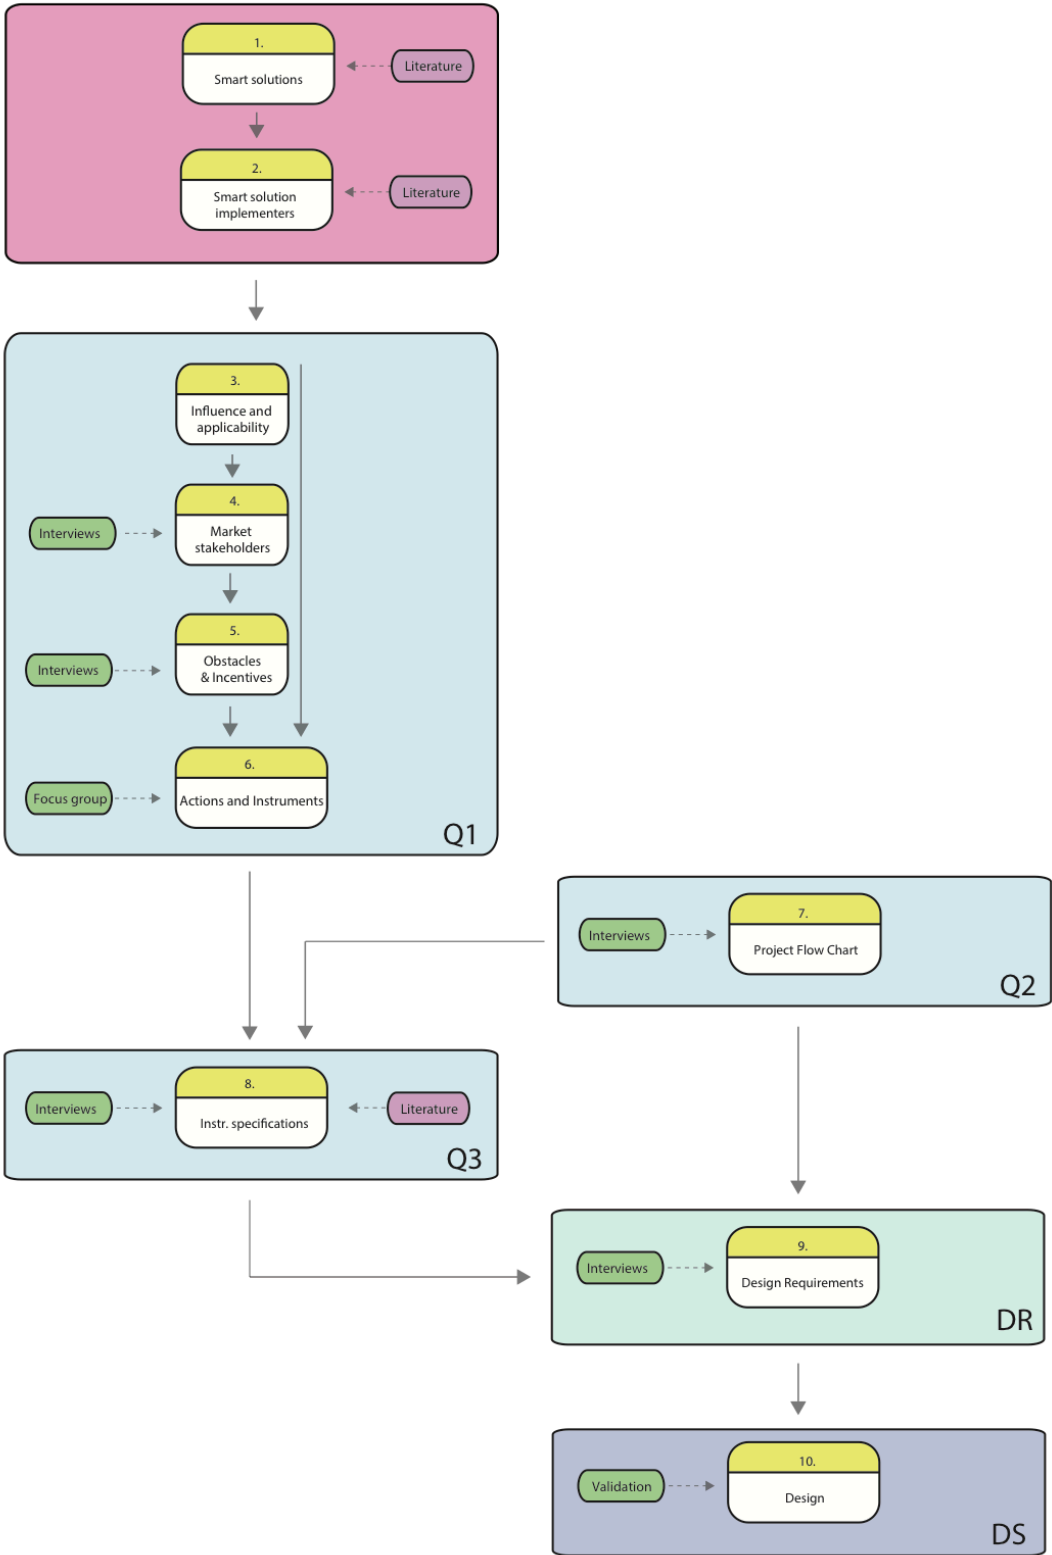 1.
Smart solutions
Literature
2.
Smart solution
implementers
Literature
3.
Influence and
applicability
4.
Market
stakeholders
Interviews
5.
Obstacles
& Incentives
Interviews
6.
Actions and Instruments
Focus group
Q1
7.
Project Flow Chart
Interviews
Q2
8.
Instr. specifications
Interviews
Literature
Q3
9.
Design Requirements
Interviews
DR
10.
Design
Validation
DS